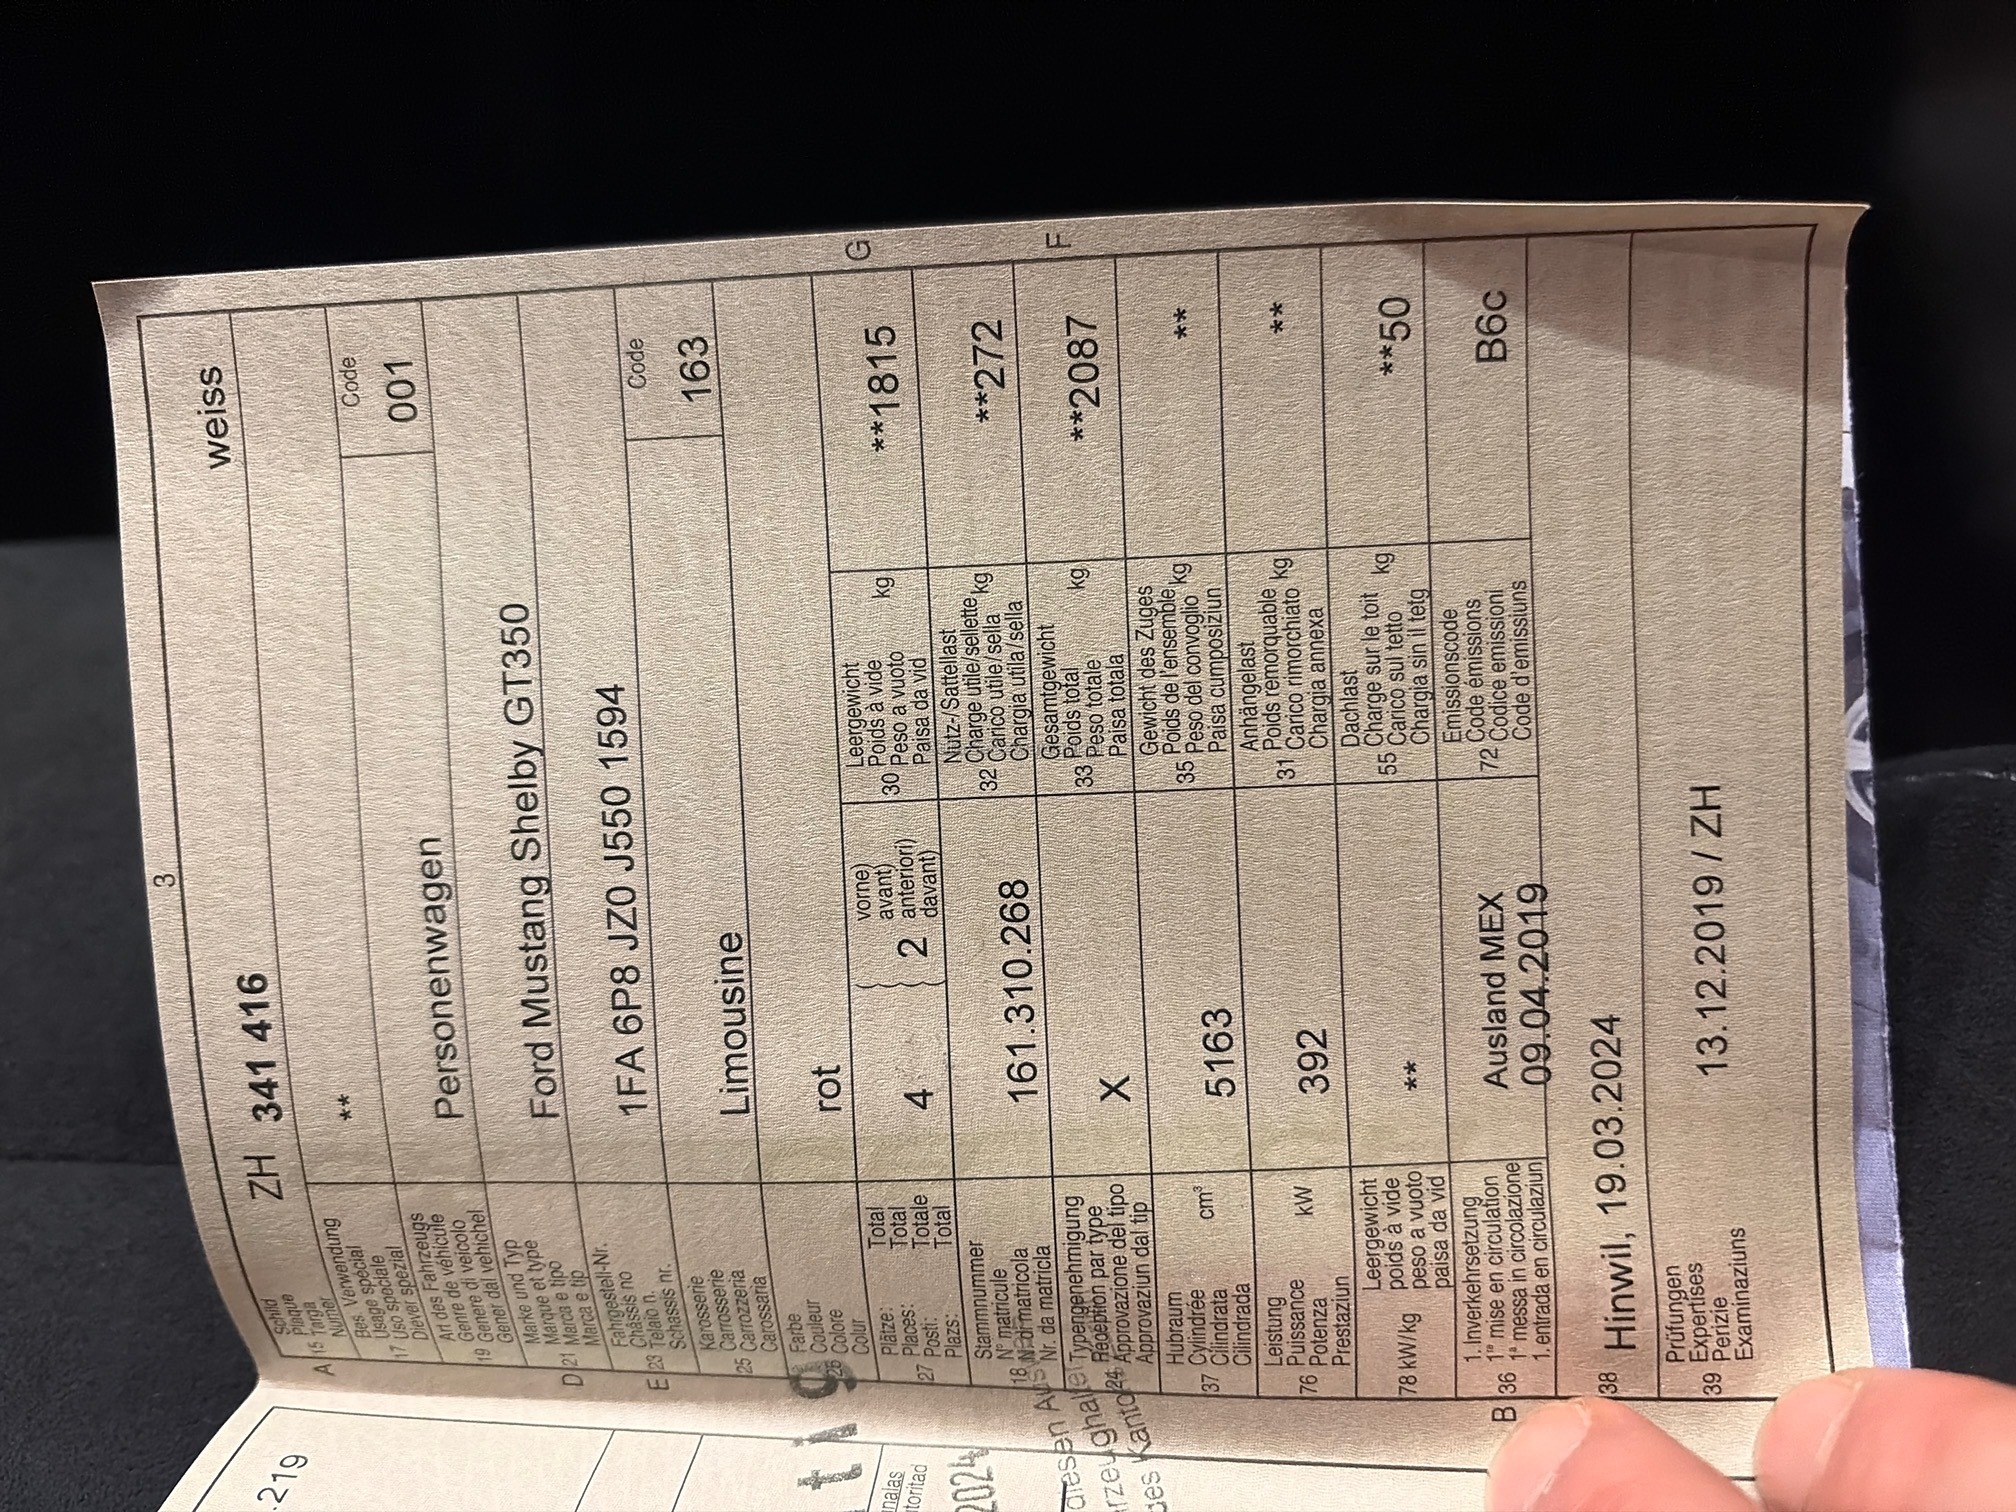 3
Schild
Plaque
A 15 Targa
Numer
ZH 341 416
weiss
Bes. Verwendung
Usage spécial
17 Uso speciale
Diever spezial
**
Code
001
Art des Fahrzeugs
Genre de véhicule
19 Genere di veicolo
Gener dal vehichel
Personenwagen
Marke und Typ
Marque et type
D 21 Marca e tipo
Marca e tip
Ford Mustang Shelby GT350
Fahrgestell-Nr.
Châssis no
E 23 Telaio n.
Schassis nr.
1FA 6P8 JZ0 J550 1594
Code
163
Karosserie
Carrosserie
25 Carrozzeria
Carossaria
Limousine
Farbe
Couleur
26 Colore
Colur
rot
Plätze: Total
Places: Total
27 Posti: Totale
Plazs: Total
4
2
vorne)
avant)
anteriori)
davant)
Leergewicht
Poids à vide
30 Peso a vuoto kg
Paisa da vid
**1815
G
Stammnummer
N° matricule
18 N. di matricola
Nr. da matricla
161.310.268
Nutz-/Sattellast
Charge utile/sellette
32 Carico utile/sella kg
Chargia utila/sella
**272
Typengenehmigung
Réception par type
24 Approvazione del tipo
Approvaziun dal tip
X
Gesamtgewicht
Poids total
33 Peso totale kg
Paisa totala
**2087
F
Hubraum
Cylindrée
37 Cilindrata cm³
Cilindrada
5163
Gewicht des Zuges
Poids de l'ensemble
35 Peso del convoglio kg
Paisa cumposiziun
**
Leistung
Puissance
76 Potenza kW
Prestaziun
392
Anhängelast
Poids remorquable
31 Carico rimorchiato kg
Chargia annexa
**
Leergewicht
poids à vide
78 kW/kg peso a vuoto
paisa da vid
**
Dachlast
Charge sur le toit
55 Carico sul tetto kg
Chargia sin il tetg
**50
1. Inverkehrsetzung
1re mise en circulation
B 36 1a messa in circolazione
1. entrada en circulaziun
Ausland MEX
09.04.2019
Emissionscode
Code émissions
72 Codice emissioni
Code d'emissiuns
B6c
38 Hinwil, 19.03.2024
Prüfungen
Expertises
39 Perizie
Examinaziuns
13.12.2019 / ZH
.219
2024